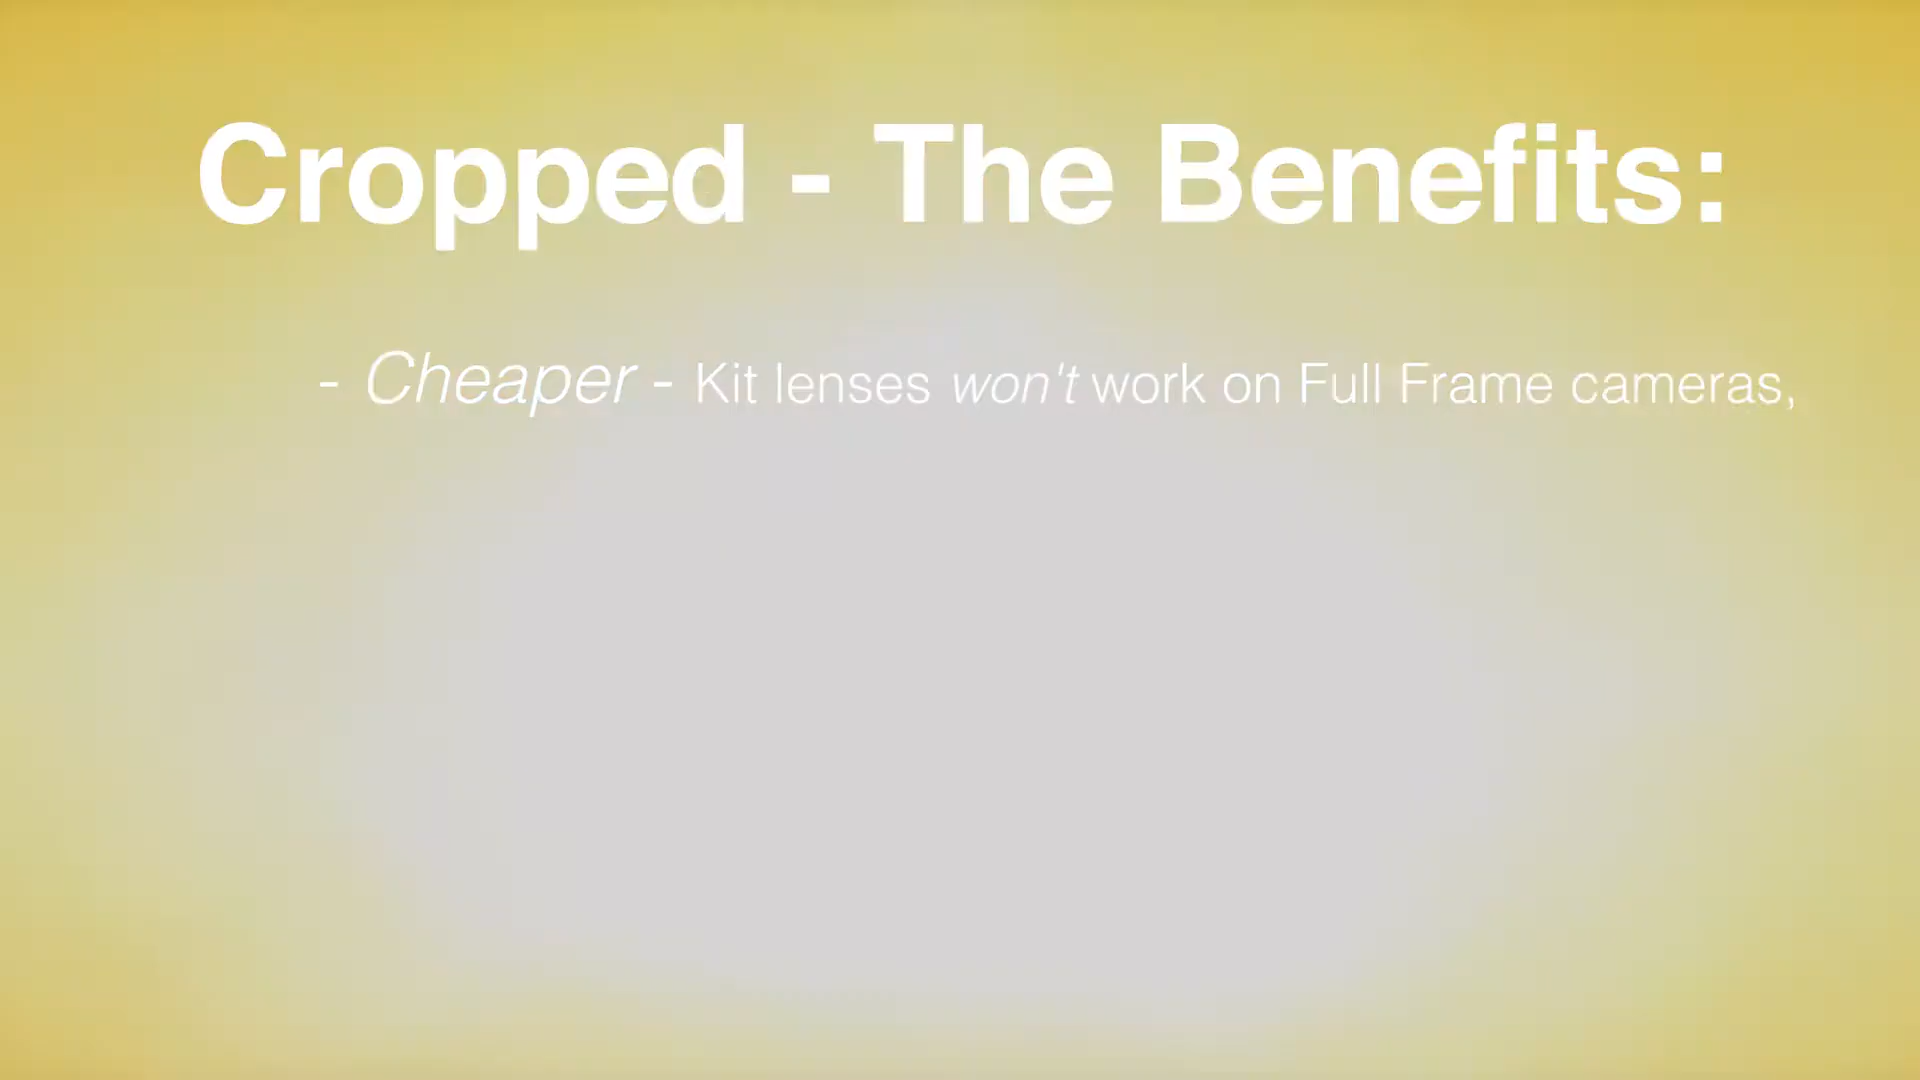 Cropped - The Benefits:
- Cheaper - Kit lenses won't work on Full Frame cameras,